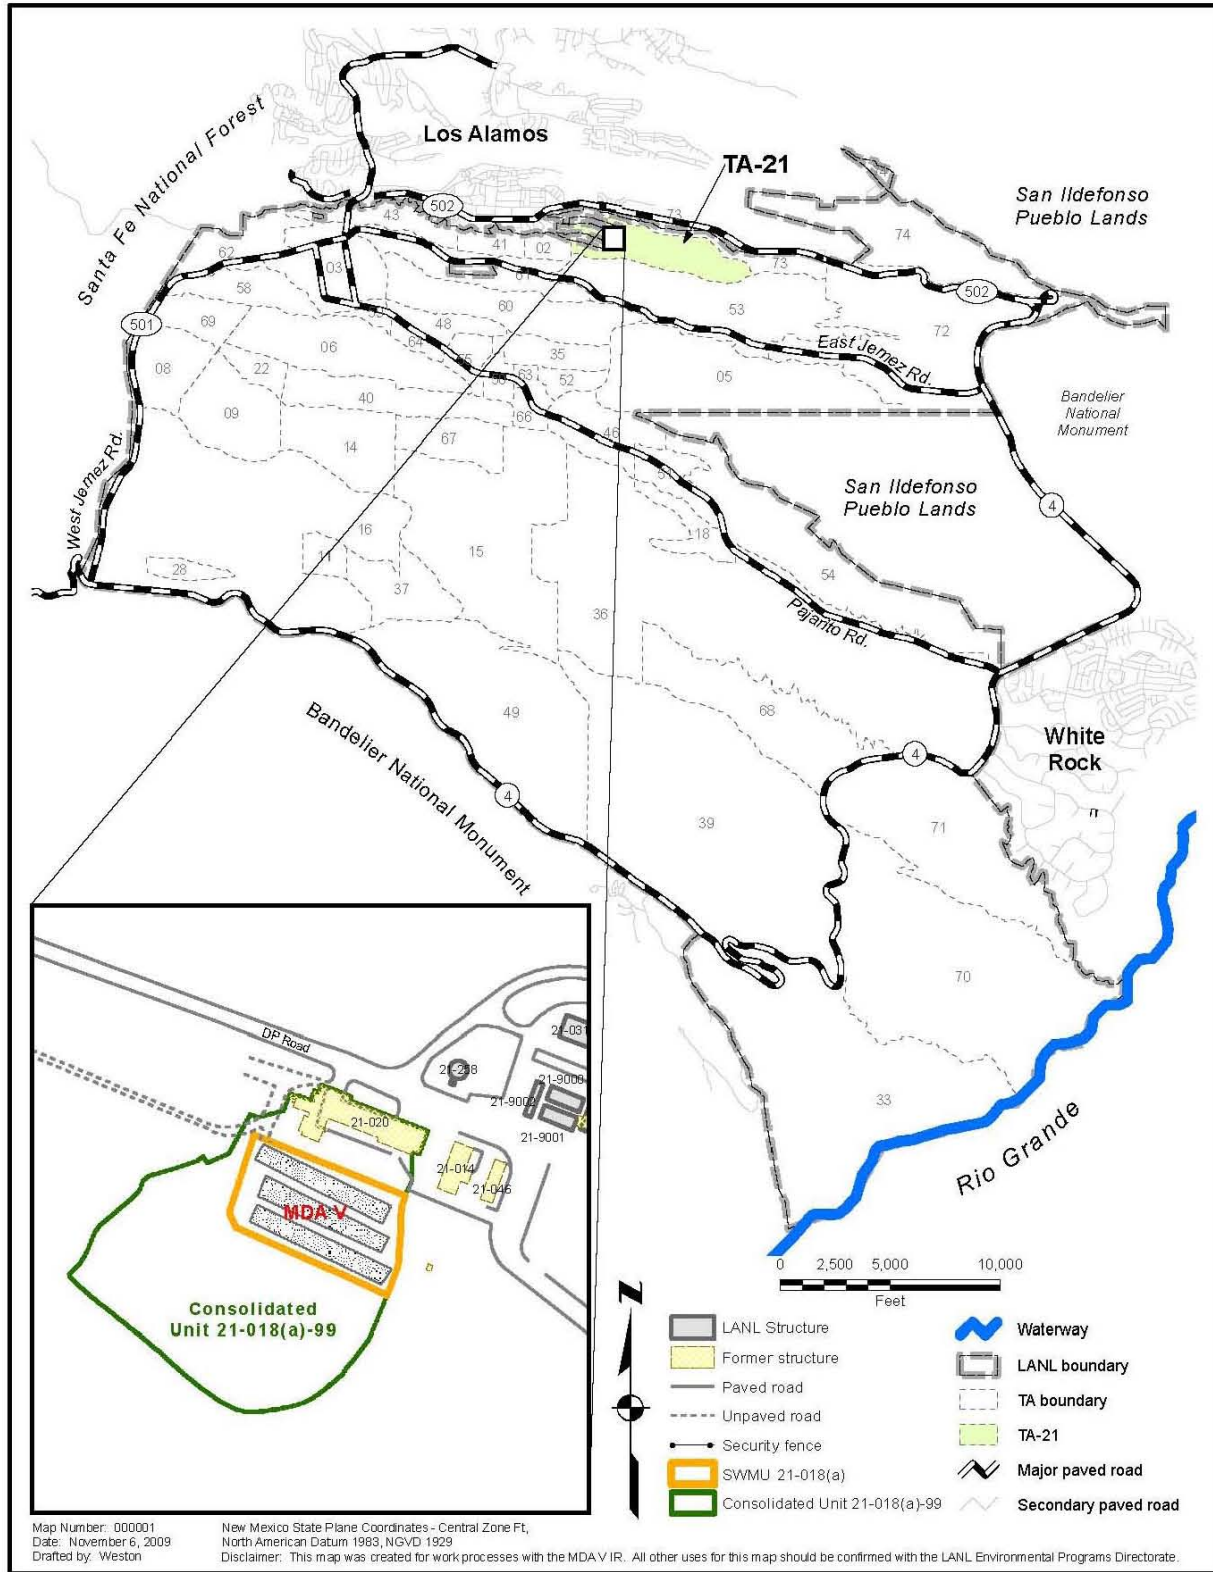 Los Alamos
Santa Fe National Forest
TA-21
San Ildefonso
Pueblo Lands
502
43
73
74
41
02
62
03
73
61
58
60
53
502
501
69
48
72
06
64
35
East Jemez Rd.
55
08
22
50
63
52
05
40
66
Bandelier
National
Monument
09
67
46
14
West Jemez Rd.
51
San Ildefonso
Pueblo Lands
4
16
18
15
11
28
54
37
36
Pajarito Rd.
49
68
Bandelier National Monument
White
Rock
4
4
39
71
70
33
Rio Grande
DP Road
21-031
21-258
21-9000
21-9002
21-020
21-9001
21-014
21-046
MDA V
Consolidated
Unit 21-018(a)-99
0 2,500 5,000 10,000
Feet
N
LANL Structure
Former structure
Paved road
Unpaved road
Security fence
SWMU 21-018(a)
Consolidated Unit 21-018(a)-99
Waterway
LANL boundary
TA boundary
TA-21
Major paved road
Secondary paved road
Map Number: 000001
Date: November 6, 2009
Drafted by: Weston
New Mexico State Plane Coordinates - Central Zone Ft,
North American Datum 1983, NGVD 1929
Disclaimer: This map was created for work processes with the MDA V IR. All other uses for this map should be confirmed with the LANL Environmental Programs Directorate.